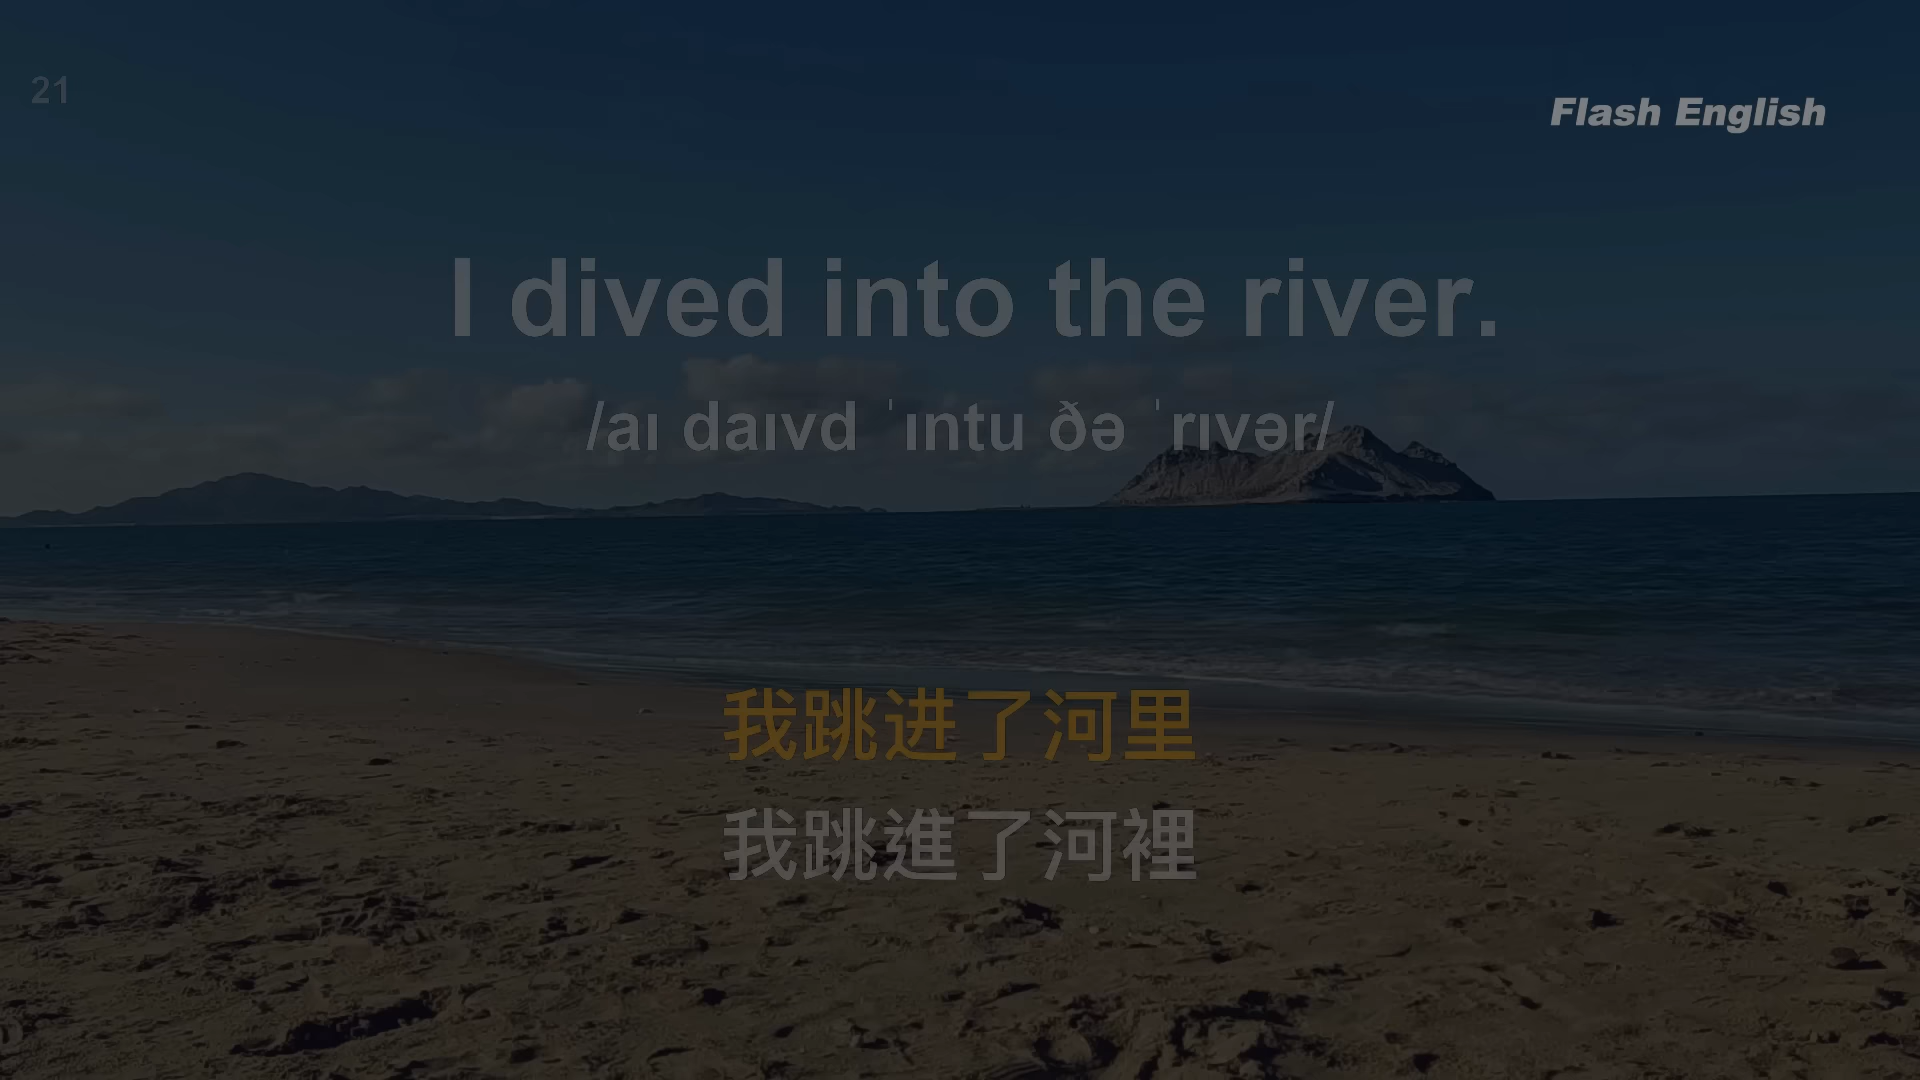 21
Flash English
I dived into the river.
/aɪ daɪvd ˈɪntu ðə ˈrɪvər/
我跳进了河里
我跳進了河裡